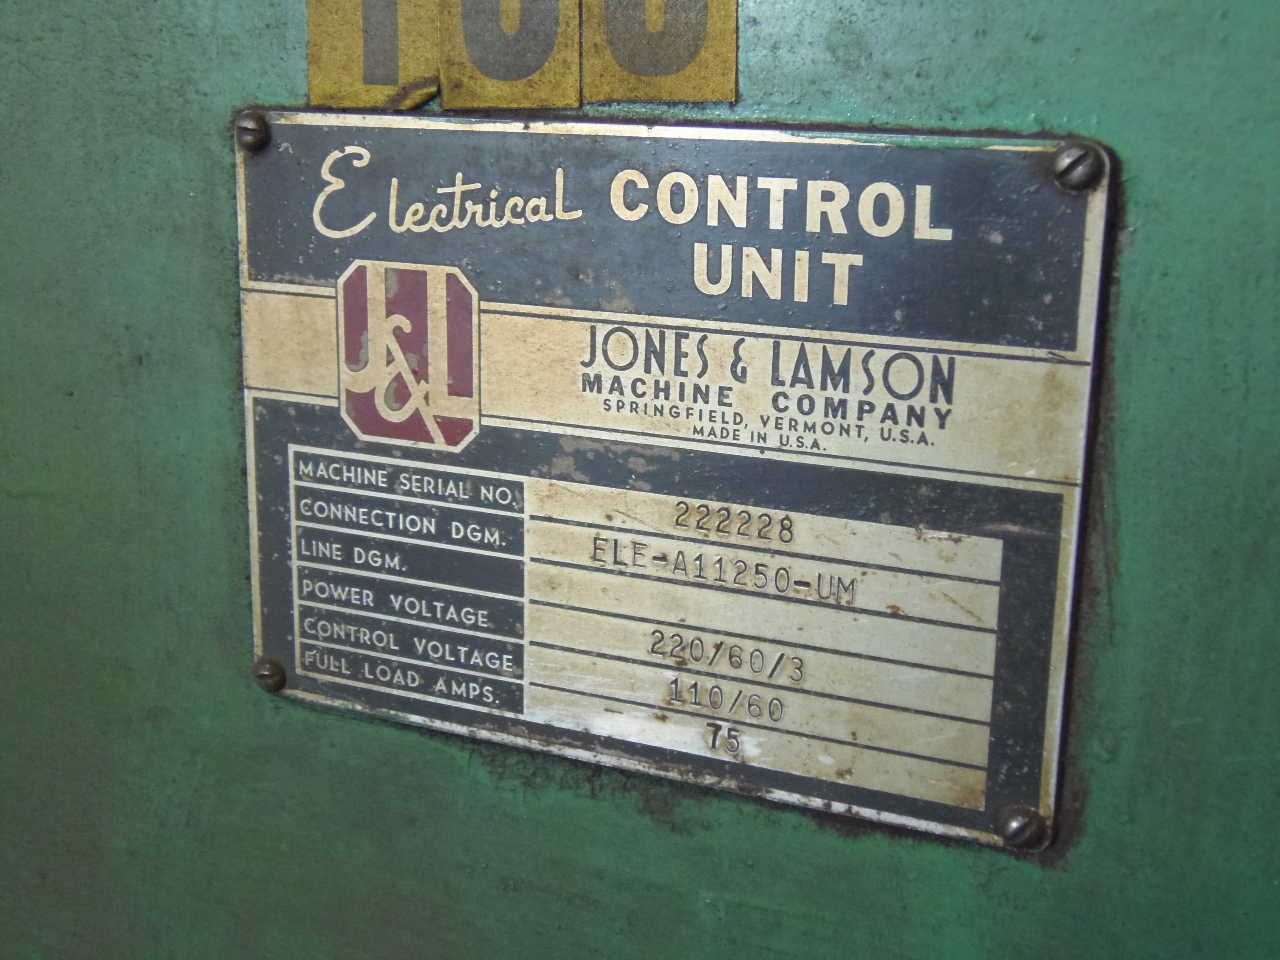 Electrical CONTROL
UNIT
J&L
JONES & LAMSON
MACHINE COMPANY
SPRINGFIELD, VERMONT, U.S.A.
MADE IN U.S.A.
MACHINE SERIAL NO. 222228
CONNECTION DGM. ELE-A11250-UM
LINE DGM.
POWER VOLTAGE 220/60/3
CONTROL VOLTAGE 110/60
FULL LOAD AMPS. 75